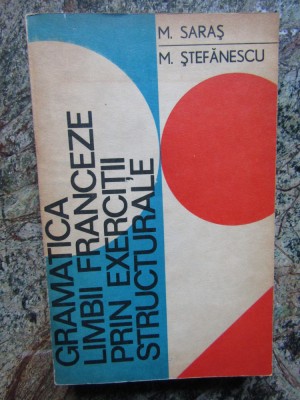 M. SARAŞ
M. ŞTEFĂNESCU
GRAMATICA
LIMBII FRANCEZE
PRIN EXERCIŢII
STRUCTURALE